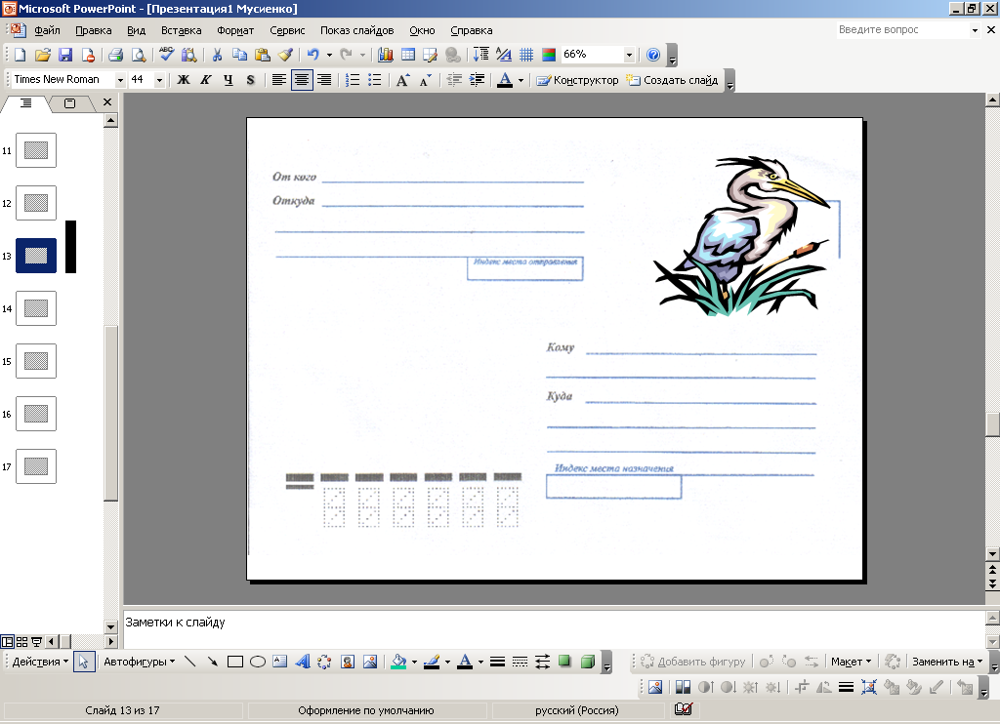 Microsoft PowerPoint - [Презентация1 Мусиенко]
Файл Правка Вид Вставка Формат Сервис Показ слайдов Окно Справка Введите вопрос
66%
Times New Roman 44 Ж К Ч S Конструктор Создать слайд
11
12
13
14
15
16
17
От кого
Откуда
Индекс места отправления
Кому
Куда
Индекс места назначения
Заметки к слайду
Действия Автофигуры Добавить фигуру Макет Заменить на
Слайд 13 из 17 Оформление по умолчанию русский (Россия)